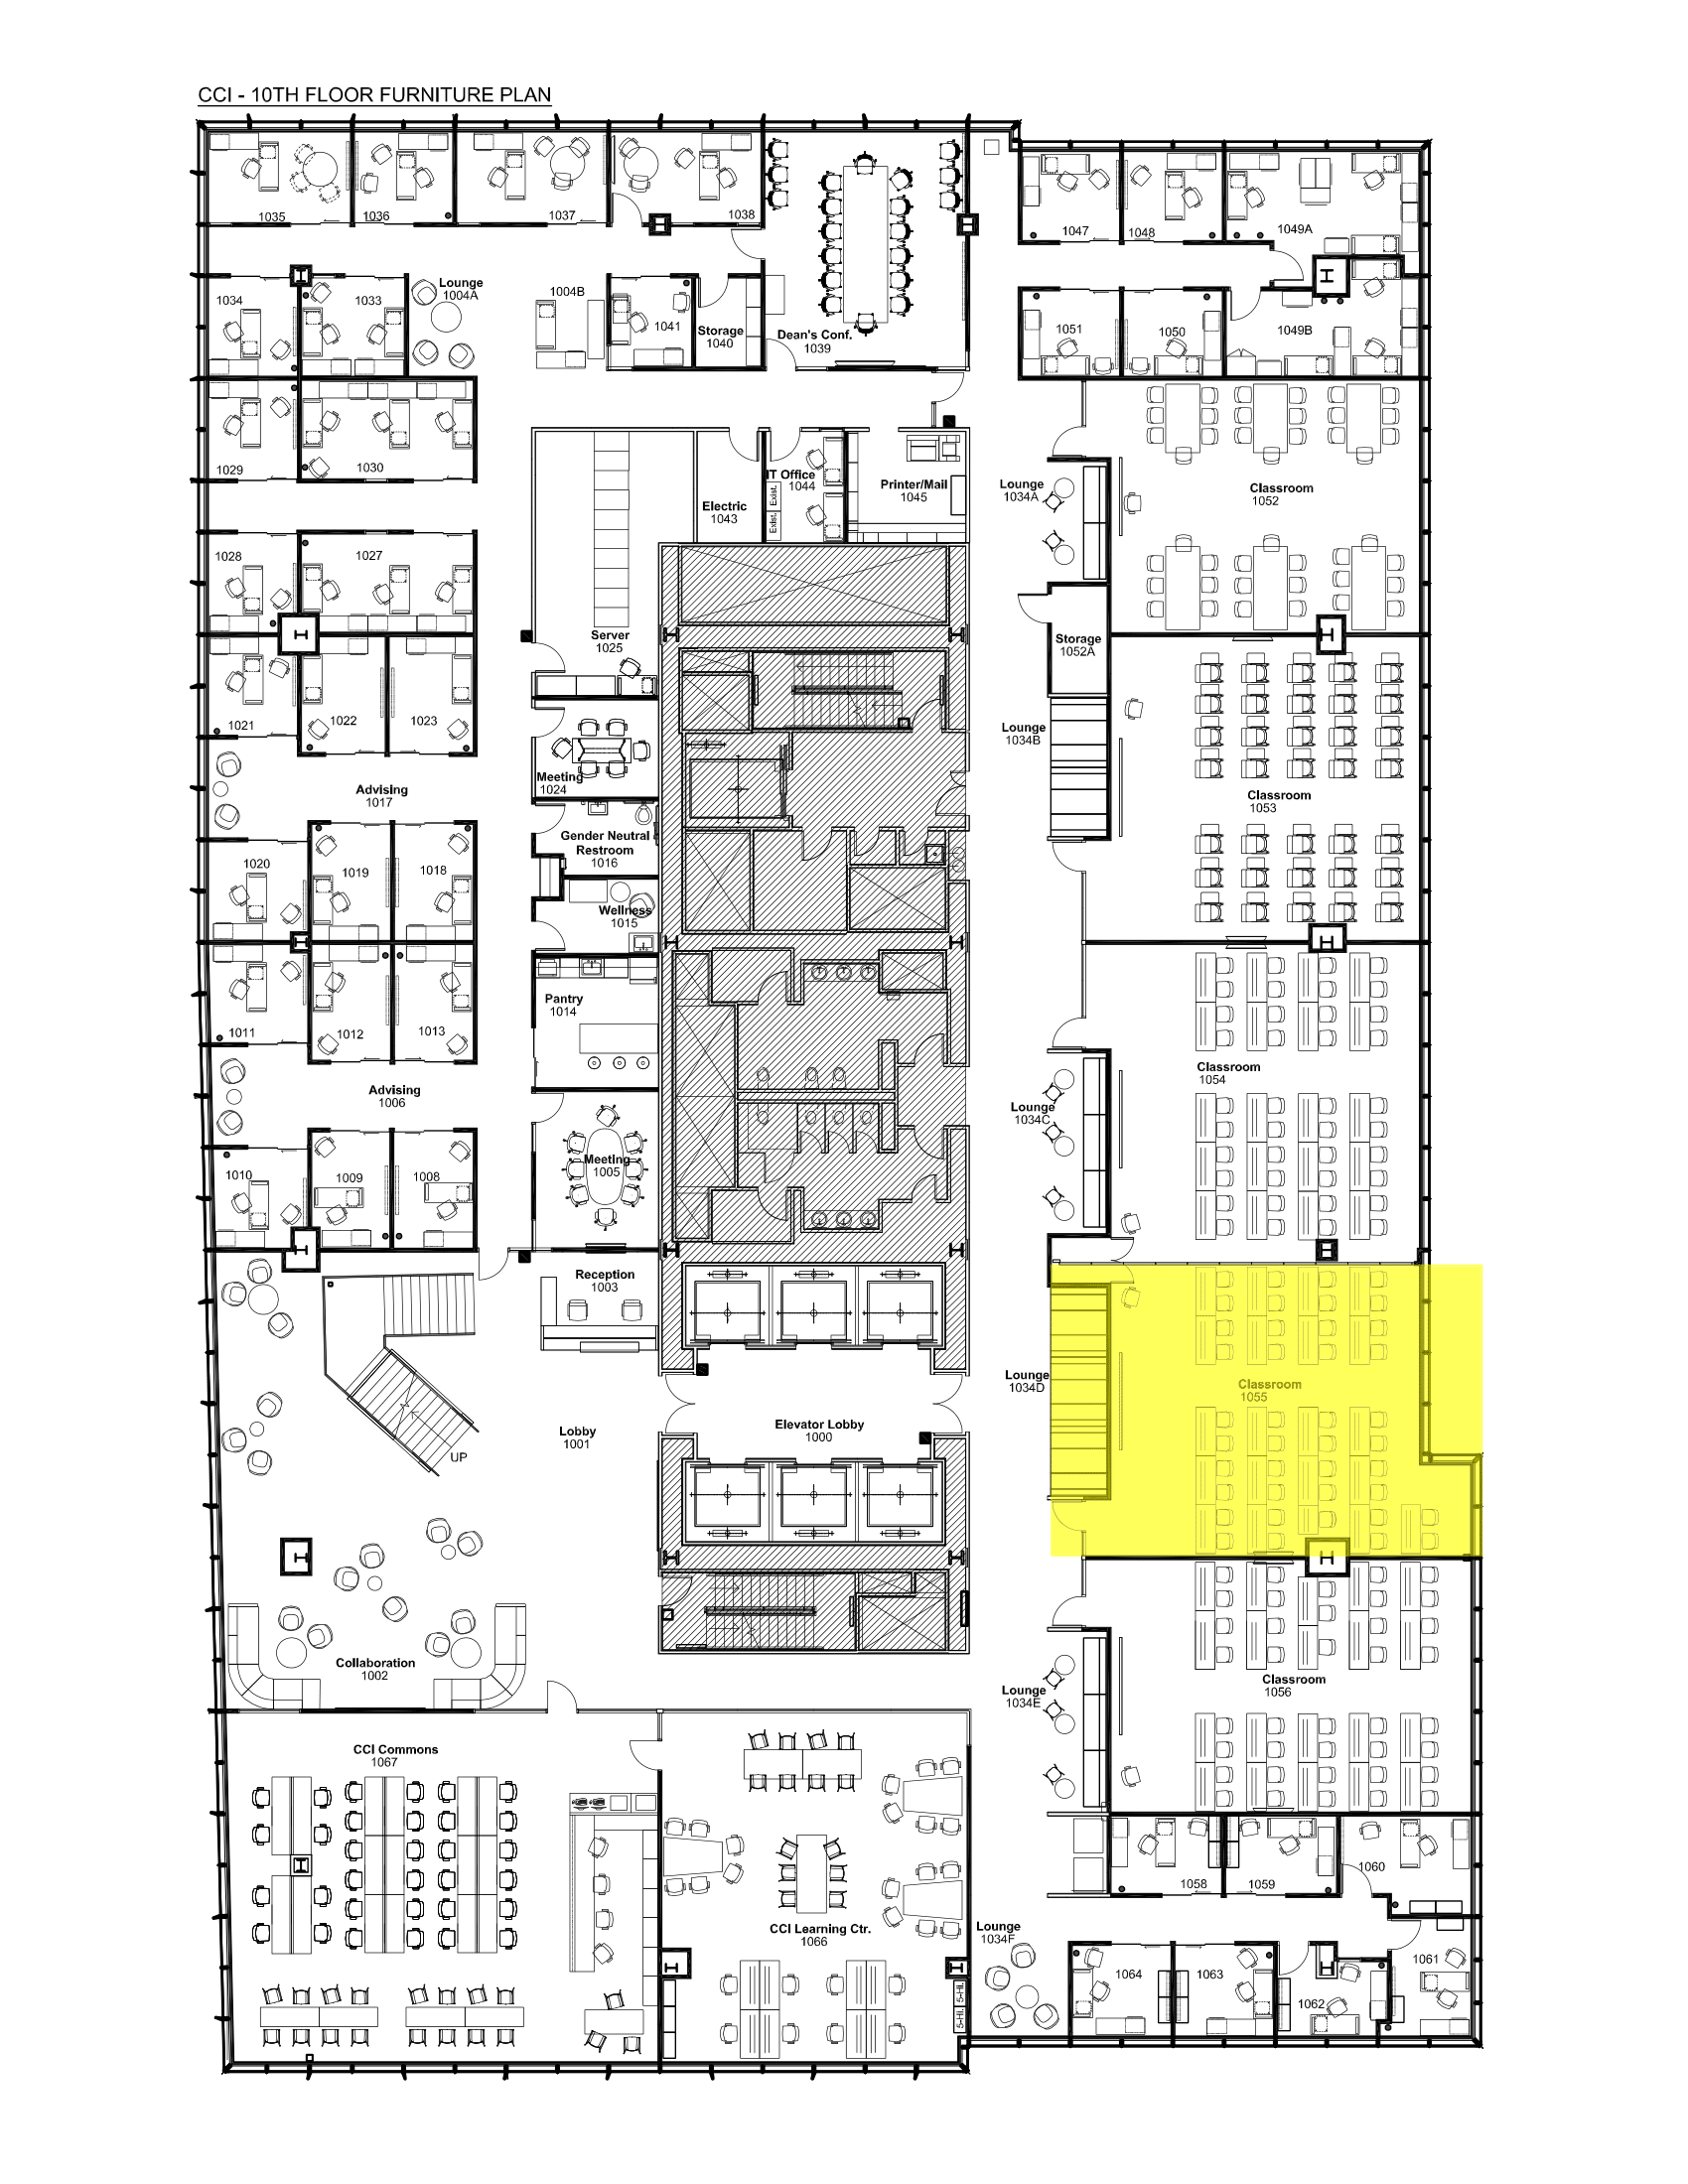 CCI - 10TH FLOOR FURNITURE PLAN
1035
1036
1037
1038
1047
1048
1049A
1034
1033
Lounge
1004A
1004B
1041
Storage
1040
Dean's Conf.
1039
1051
1050
1049B
1029
1030
IT Office
1044
Exist.
Exist.
Electric
1043
Printer/Mail
1045
Lounge
1034A
Classroom
1052
1028
1027
Server
1025
Storage
1052A
1021
1022
1023
Lounge
1034B
Meeting
1024
Advising
1017
Classroom
1053
Gender Neutral
Restroom
1016
1020
1019
1018
Wellness
1015
Pantry
1014
1011
1012
1013
Classroom
1054
Advising
1006
Lounge
1034C
Meeting
1005
1010
1009
1008
Reception
1003
Lounge
1034D
Classroom
1055
Elevator Lobby
1000
Lobby
1001
UP
Collaboration
1002
Classroom
1056
Lounge
1034E
CCI Commons
1067
1058
1059
1060
CCI Learning Ctr.
1066
Lounge
1034F
1064
1063
1062
1061
5-Hi.
5-Hi.